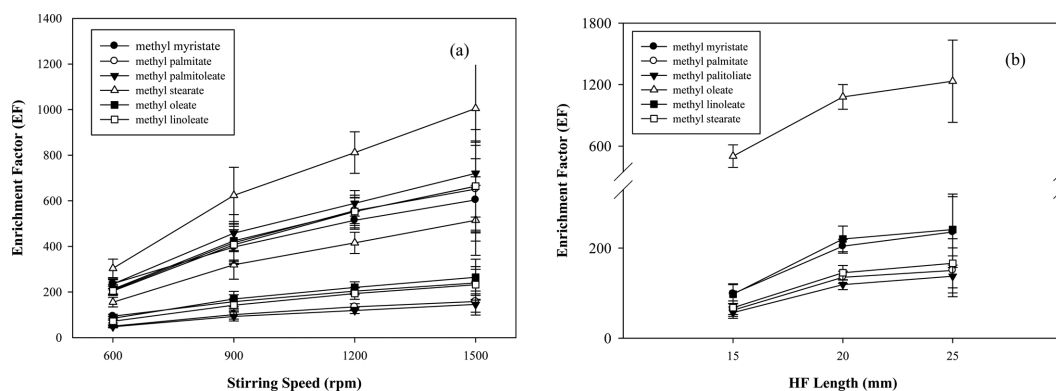 (a)
Enrichment Factor (EF)
1400
1200
1000
800
600
400
200
0
methyl myristate
methyl palmitate
methyl palmitoleate
methyl stearate
methyl oleate
methyl linoleate
600
900
1200
1500
Stirring Speed (rpm)
(b)
Enrichment Factor (EF)
1800
1200
600
200
0
methyl myristate
methyl palmitate
methyl palitoliate
methyl oleate
methyl linoleate
methyl stearate
15
20
25
HF Length (mm)